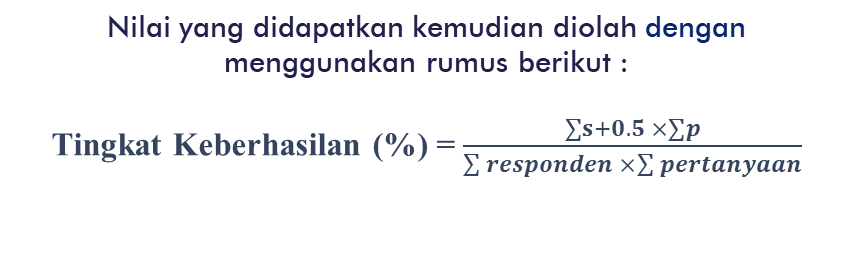 Nilai yang didapatkan kemudian diolah dengan
menggunakan rumus berikut :
Tingkat Keberhasilan (%) = (∑s+0.5 ×∑p) / (∑ responden ×∑ pertanyaan)